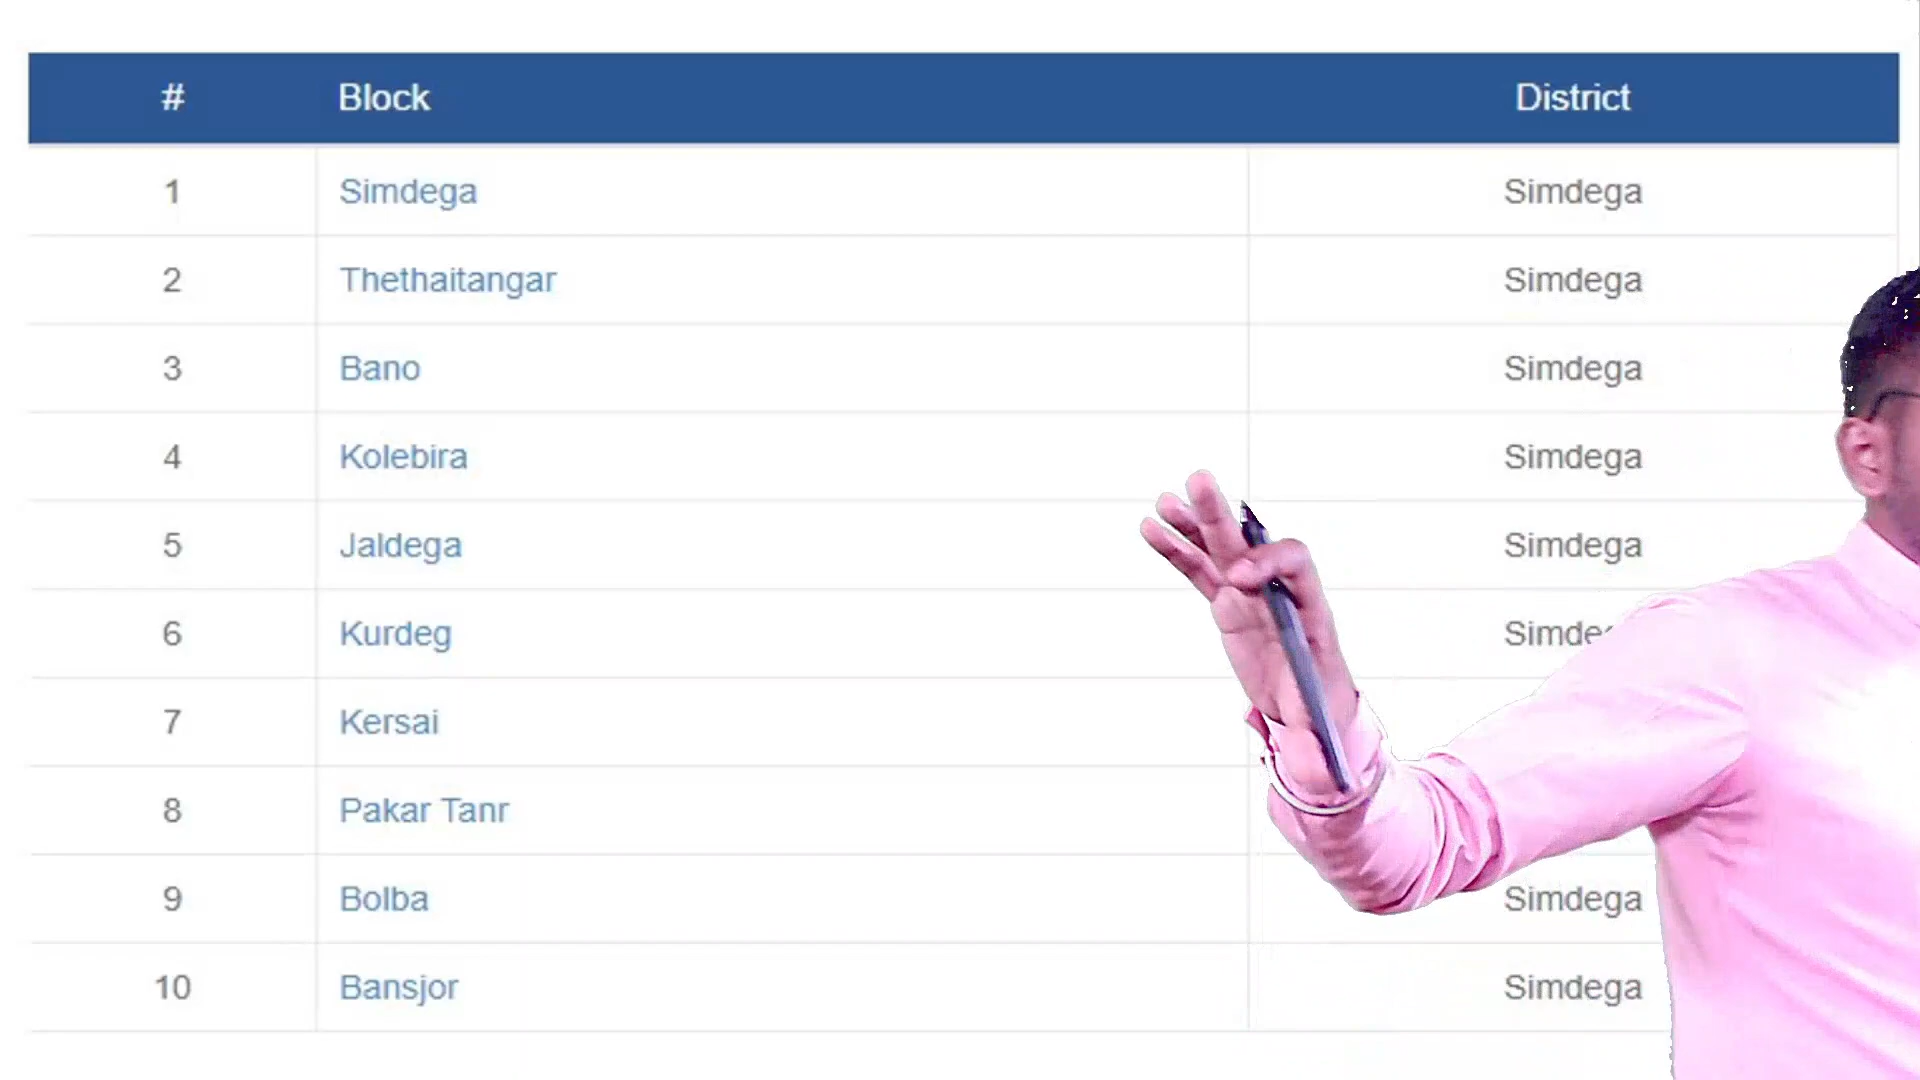 # Block District
1 Simdega Simdega
2 Thethaitangar Simdega
3 Bano Simdega
4 Kolebira Simdega
5 Jaldega Simdega
6 Kurdeg
7 Kersai
8 Pakar Tanr
9 Bolba Simdega
10 Bansjor Simdega